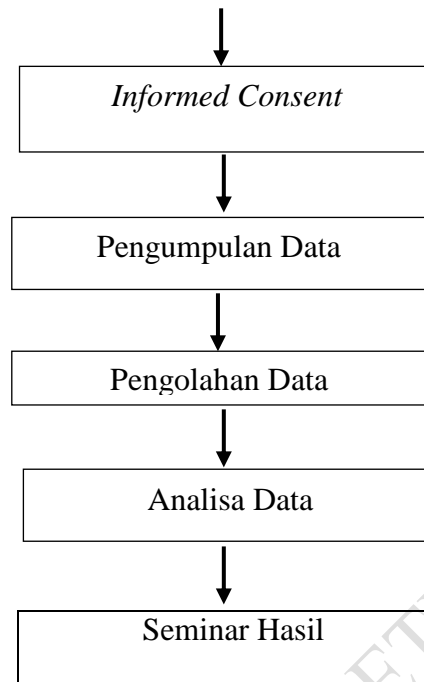 Informed Consent
Pengumpulan Data
Pengolahan Data
Analisa Data
Seminar Hasil